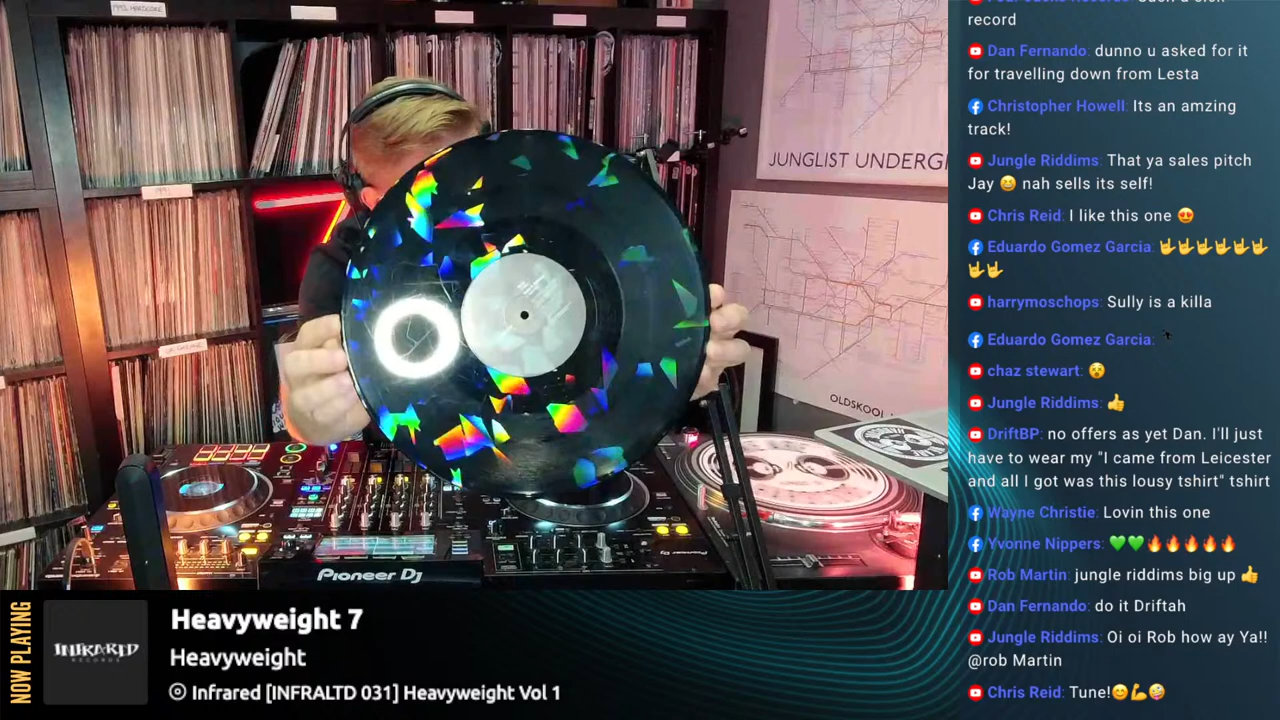 1993 HARDCORE
1993
JUNGLIST UNDERGR
OLDSKOOL
Pioneer Dj
Pioneer Dj
NOW PLAYING
INFRARED
RECORDS
Heavyweight 7
Heavyweight
Infrared [INFRALTD 031] Heavyweight Vol 1
record
Dan Fernando: dunno u asked for it
for travelling down from Lesta
Christopher Howell: Its an amzing
track!
Jungle Riddims: That ya sales pitch
Jay 😁 nah sells its self!
Chris Reid: I like this one 😍
Eduardo Gomez Garcia: 🤟🤟🤟🤟🤟🤟
🤟🤟
harrymoschops: Sully is a killa
Eduardo Gomez Garcia:
chaz stewart: 😵
Jungle Riddims: 👍
DriftBP: no offers as yet Dan. I'll just
have to wear my "I came from Leicester
and all I got was this lousy tshirt" tshirt
Wayne Christie: Lovin this one
Yvonne Nippers: 💚💚🔥🔥🔥🔥🔥
Rob Martin: jungle riddims big up 👍
Dan Fernando: do it Driftah
Jungle Riddims: Oi oi Rob how ay Ya!!
@rob Martin
Chris Reid: Tune!😊💪🤪